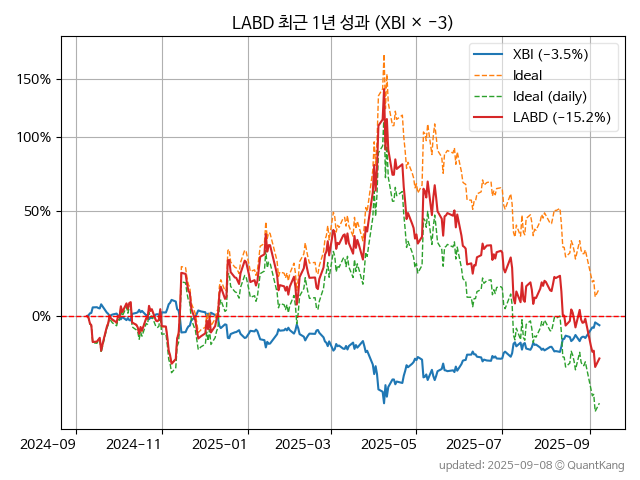 LABD 최근 1년 성과 (XBI × −3)
XBI (−3.5%)
Ideal
Ideal (daily)
LABD (−15.2%)
150%
100%
50%
0%
2024-09 2024-11 2025-01 2025-03 2025-05 2025-07 2025-09
updated: 2025-09-08 ⓒ QuantKang